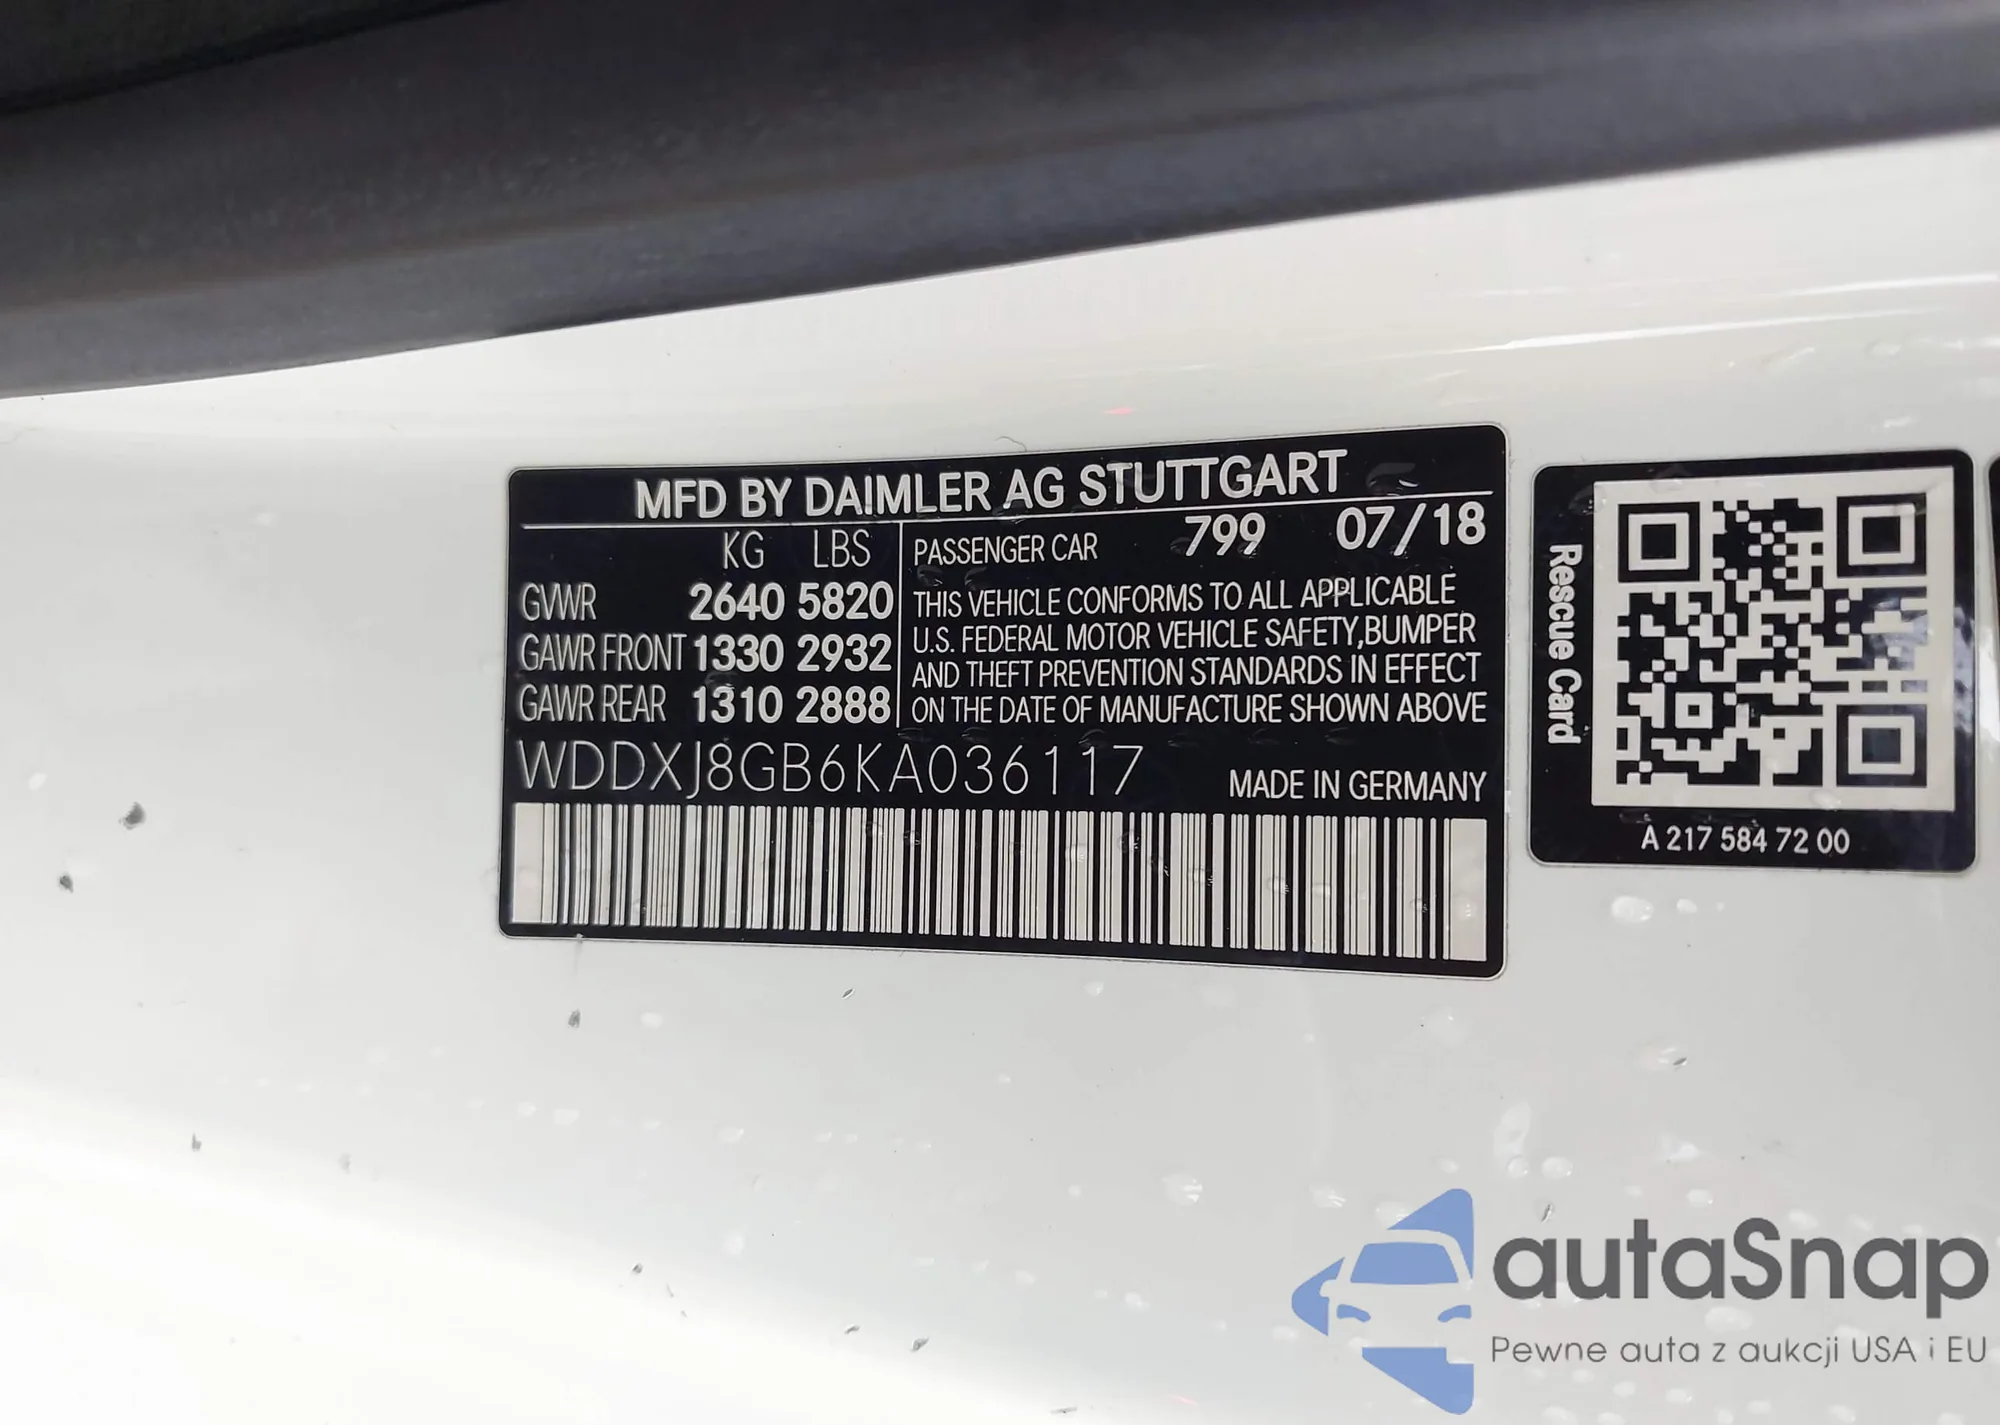 MFD BY DAIMLER AG STUTTGART
KG LBS
GVWR 2640 5820
GAWR FRONT 1330 2932
GAWR REAR 1310 2888
PASSENGER CAR 799 07/18
THIS VEHICLE CONFORMS TO ALL APPLICABLE
U.S. FEDERAL MOTOR VEHICLE SAFETY,BUMPER
AND THEFT PREVENTION STANDARDS IN EFFECT
ON THE DATE OF MANUFACTURE SHOWN ABOVE
WDDXJ8GB6KA036117
MADE IN GERMANY
Rescue Card
A 217 584 72 00
autaSnap
Pewne auta z aukcji USA i EU